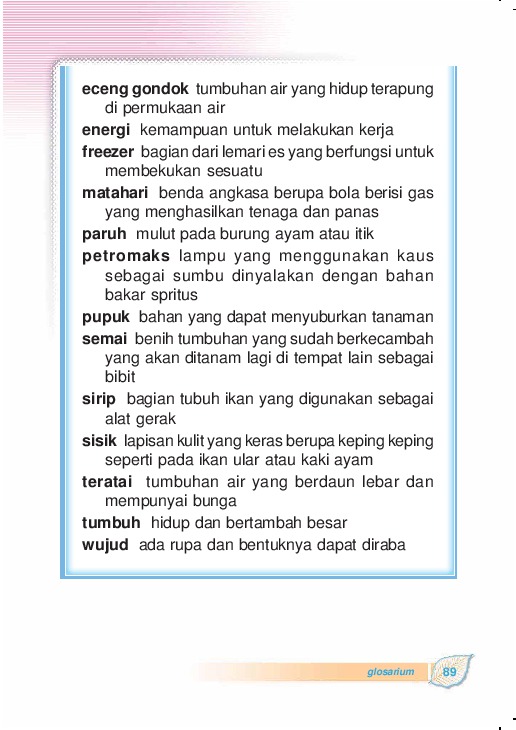 eceng gondok tumbuhan air yang hidup terapung
di permukaan air
energi kemampuan untuk melakukan kerja
freezer bagian dari lemari es yang berfungsi untuk
membekukan sesuatu
matahari benda angkasa berupa bola berisi gas
yang menghasilkan tenaga dan panas
paruh mulut pada burung ayam atau itik
petromaks lampu yang menggunakan kaus
sebagai sumbu dinyalakan dengan bahan
bakar spritus
pupuk bahan yang dapat menyuburkan tanaman
semai benih tumbuhan yang sudah berkecambah
yang akan ditanam lagi di tempat lain sebagai
bibit
sirip bagian tubuh ikan yang digunakan sebagai
alat gerak
sisik lapisan kulit yang keras berupa keping keping
seperti pada ikan ular atau kaki ayam
teratai tumbuhan air yang berdaun lebar dan
mempunyai bunga
tumbuh hidup dan bertambah besar
wujud ada rupa dan bentuknya dapat diraba
glosarium 89